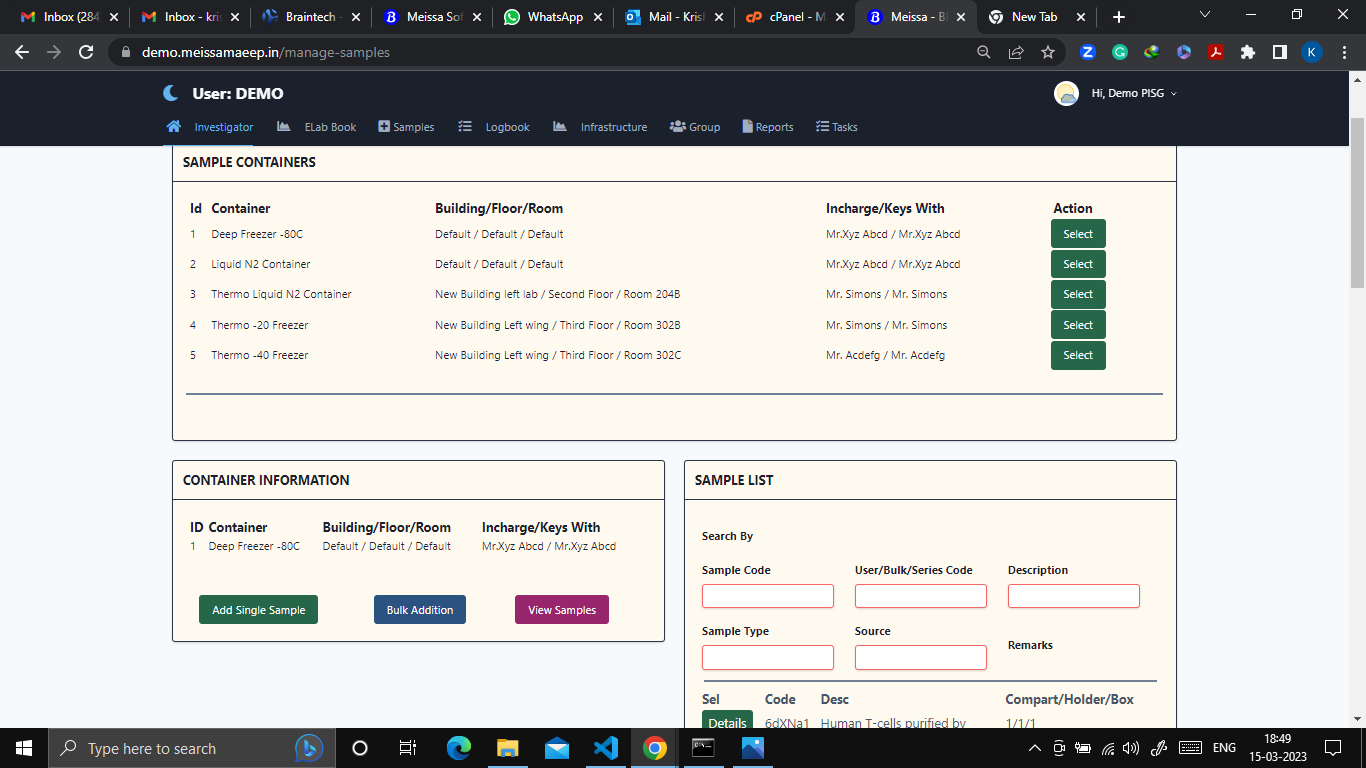 Inbox (284 Inbox - kris Braintech - Meissa Sof WhatsApp Mail - Krish cPanel - M Meissa - Bl New Tab
demo.meissamaeep.in/manage-samples
Z G K
User: DEMO Hi, Demo PISG
Investigator ELab Book Samples Logbook Infrastructure Group Reports Tasks
SAMPLE CONTAINERS
Id Container Building/Floor/Room Incharge/Keys With Action
1 Deep Freezer -80C Default / Default / Default Mr.Xyz Abcd / Mr.Xyz Abcd Select
2 Liquid N2 Container Default / Default / Default Mr.Xyz Abcd / Mr.Xyz Abcd Select
3 Thermo Liquid N2 Container New Building left lab / Second Floor / Room 204B Mr. Simons / Mr. Simons Select
4 Thermo -20 Freezer New Building Left wing / Third Floor / Room 302B Mr. Simons / Mr. Simons Select
5 Thermo -40 Freezer New Building Left wing / Third Floor / Room 302C Mr. Acdefg / Mr. Acdefg Select
CONTAINER INFORMATION
ID Container Building/Floor/Room Incharge/Keys With
1 Deep Freezer -80C Default / Default / Default Mr.Xyz Abcd / Mr.Xyz Abcd
Add Single Sample Bulk Addition View Samples
SAMPLE LIST
Search By
Sample Code User/Bulk/Series Code Description
Sample Type Source Remarks
Sel Code Desc Compart/Holder/Box
Details 6dXNa1 Human T-cells purified by 1/1/1
Type here to search
ENG
18:49
15-03-2023